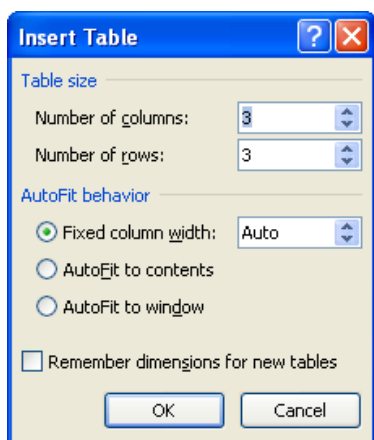 Insert Table
Table size
Number of columns: 3
Number of rows: 3
AutoFit behavior
Fixed column width: Auto
AutoFit to contents
AutoFit to window
Remember dimensions for new tables
OK Cancel